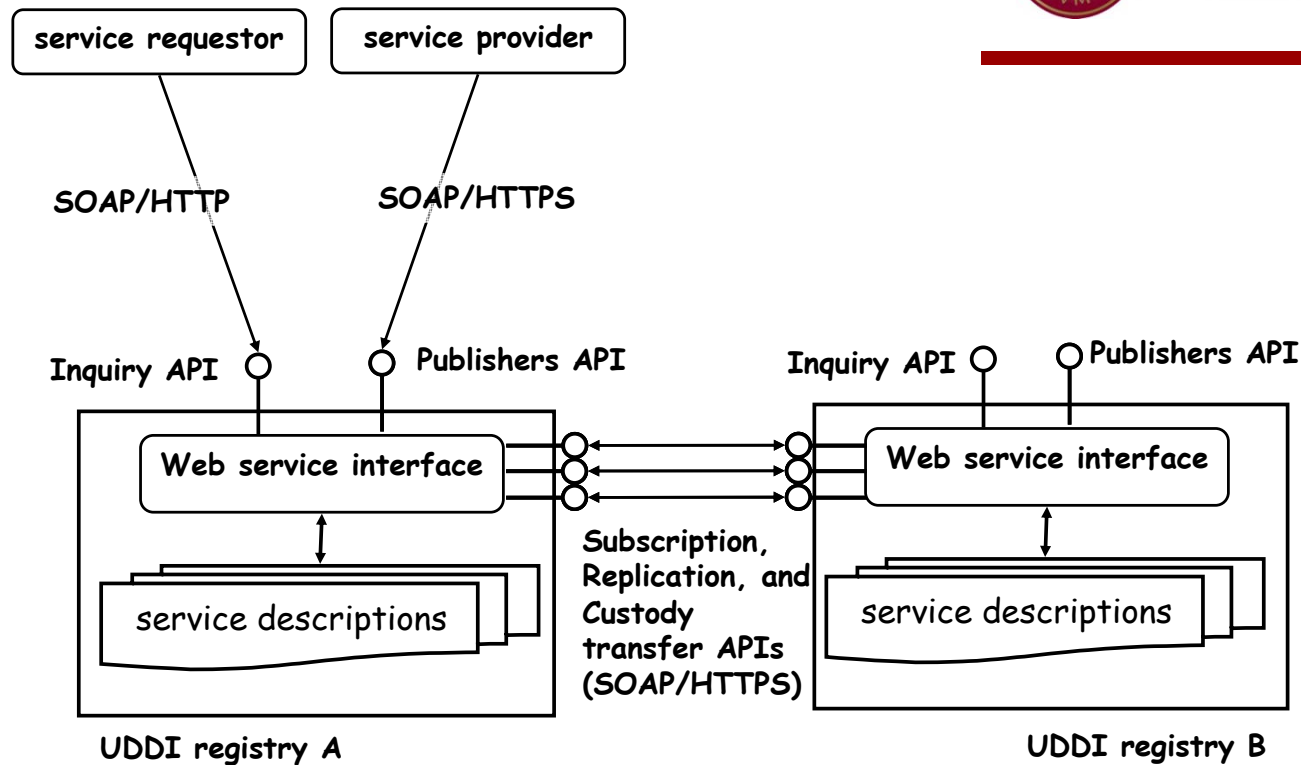 service requestor
service provider
SOAP/HTTP
SOAP/HTTPS
Inquiry API
Publishers API
Inquiry API
Publishers API
Web service interface
Web service interface
Subscription,
Replication, and
Custody
transfer APIs
(SOAP/HTTPS)
service descriptions
service descriptions
UDDI registry A
UDDI registry B